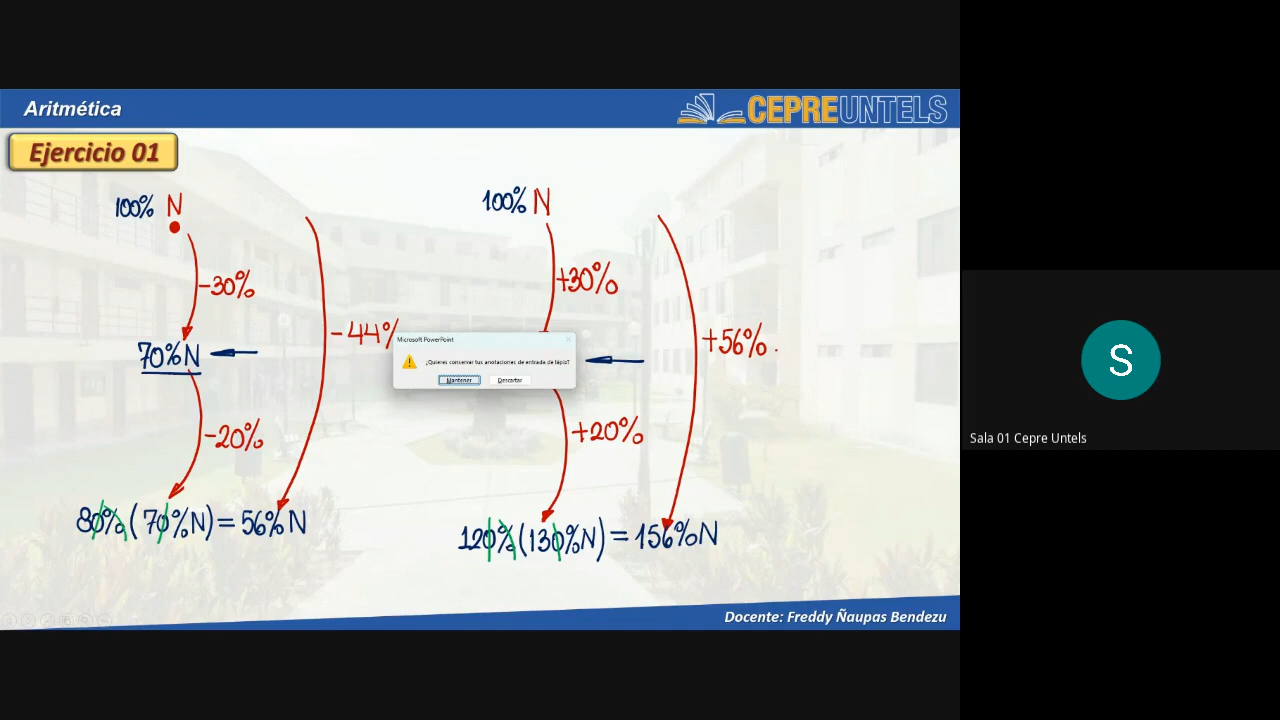 Aritmética
CEPREUNTELS
Ejercicio 01
100% N
-30%
70%N
-20%
80%(70%N)=56%N
-44%
100% N
+30%
+20%
120%(130%N)=156%N
+56%.
Microsoft PowerPoint
¿Quieres conservar tus anotaciones de entrada de lápiz?
Mantener
Descartar
Docente: Freddy Ñaupas Bendezu
S
Sala 01 Cepre Untels